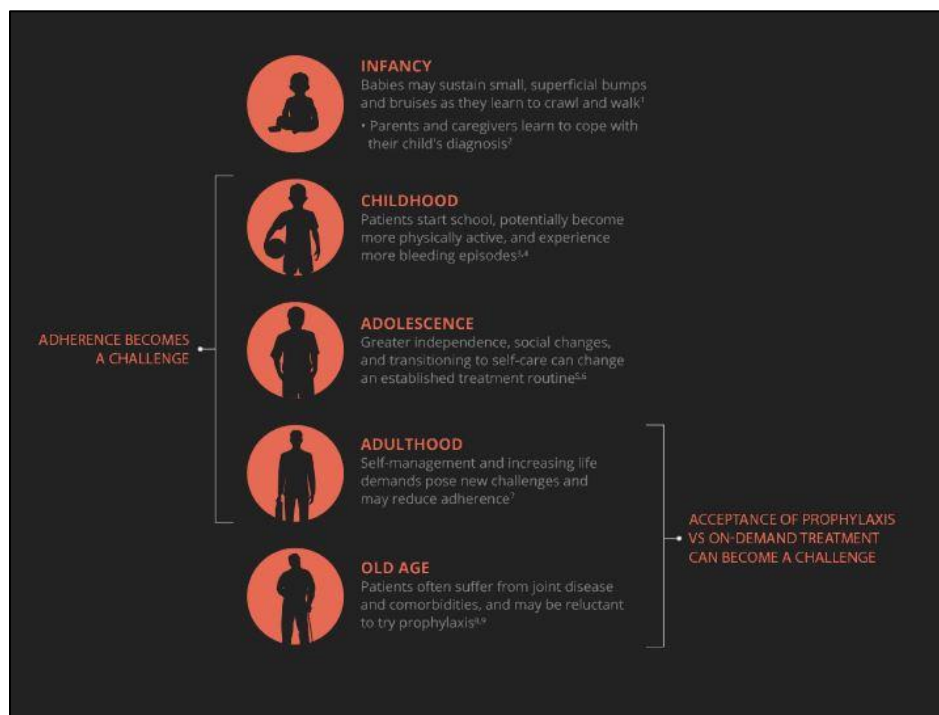 INFANCY
Babies may sustain small, superficial bumps
and bruises as they learn to crawl and walk¹
• Parents and caregivers learn to cope with
their child's diagnosis²
CHILDHOOD
Patients start school, potentially become
more physically active, and experience
more bleeding episodes³,⁴
ADHERENCE BECOMES
A CHALLENGE
ADOLESCENCE
Greater independence, social changes,
and transitioning to self-care can change
an established treatment routine⁵,⁶
ADULTHOOD
Self-management and increasing life
demands pose new challenges and
may reduce adherence⁷
ACCEPTANCE OF PROPHYLAXIS
VS ON-DEMAND TREATMENT
CAN BECOME A CHALLENGE
OLD AGE
Patients often suffer from joint disease
and comorbidities, and may be reluctant
to try prophylaxis⁸,⁹